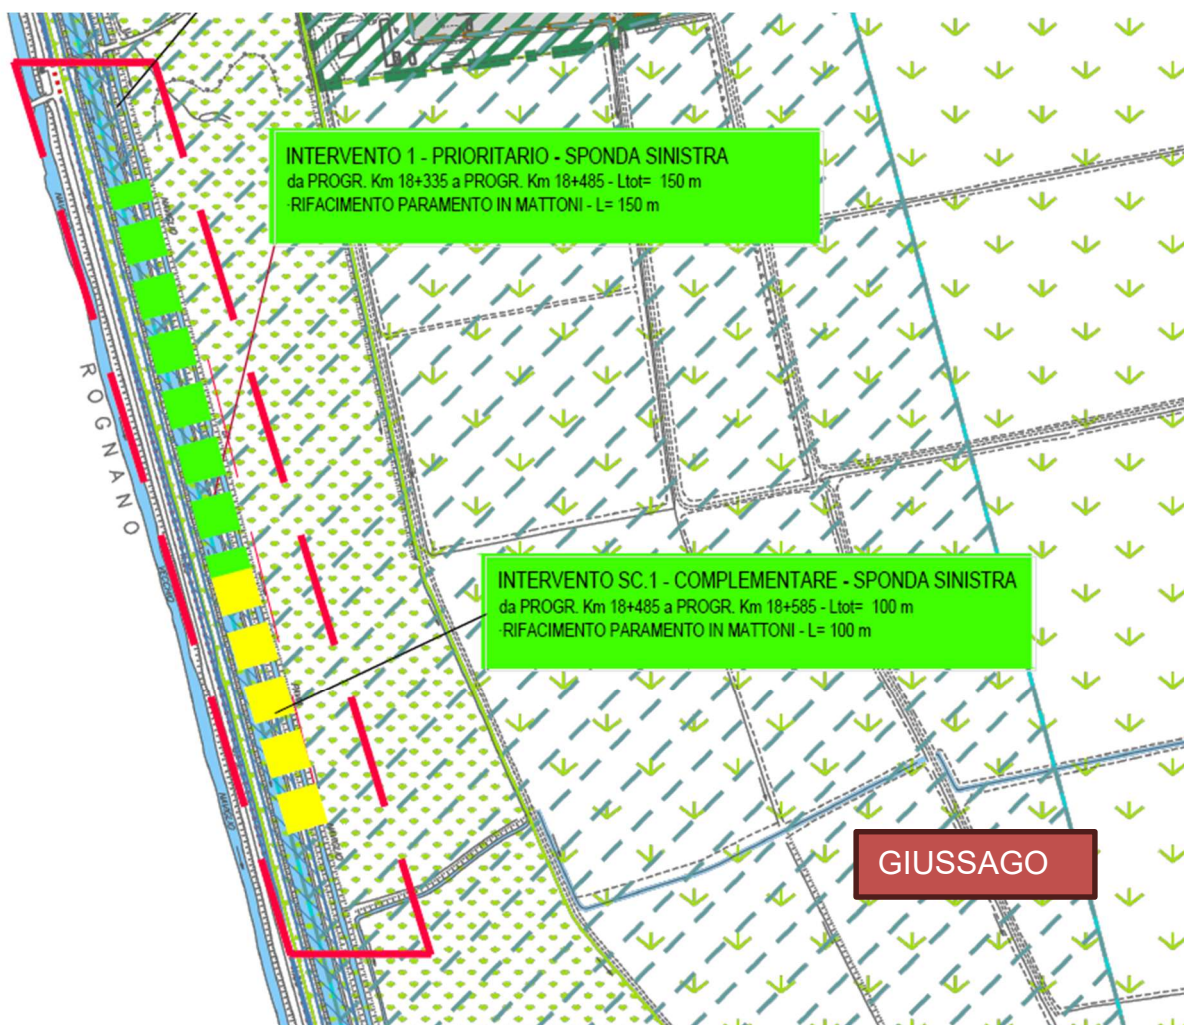 INTERVENTO 1 - PRIORITARIO - SPONDA SINISTRA
da PROGR. Km 18+335 a PROGR. Km 18+485 - Ltot= 150 m
-RIFACIMENTO PARAMENTO IN MATTONI - L= 150 m
ROGNANO
INTERVENTO SC.1 - COMPLEMENTARE - SPONDA SINISTRA
da PROGR. Km 18+485 a PROGR. Km 18+585 - Ltot= 100 m
-RIFACIMENTO PARAMENTO IN MATTONI - L= 100 m
NAVIGLIO
GIUSSAGO